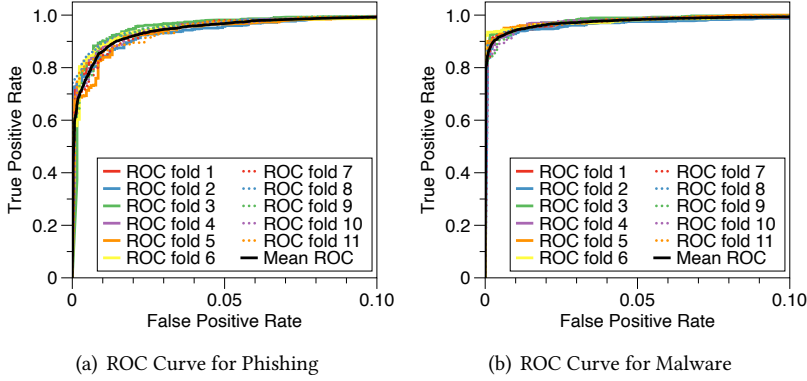 1.0
0.8
0.6
0.4
0.2
0
True Positive Rate
ROC fold 1
ROC fold 2
ROC fold 3
ROC fold 4
ROC fold 5
ROC fold 6
ROC fold 7
ROC fold 8
ROC fold 9
ROC fold 10
ROC fold 11
Mean ROC
0
0.05
0.10
False Positive Rate
(a) ROC Curve for Phishing
1.0
0.8
0.6
0.4
0.2
0
True Positive Rate
ROC fold 1
ROC fold 2
ROC fold 3
ROC fold 4
ROC fold 5
ROC fold 6
ROC fold 7
ROC fold 8
ROC fold 9
ROC fold 10
ROC fold 11
Mean ROC
0
0.05
0.10
False Positive Rate
(b) ROC Curve for Malware